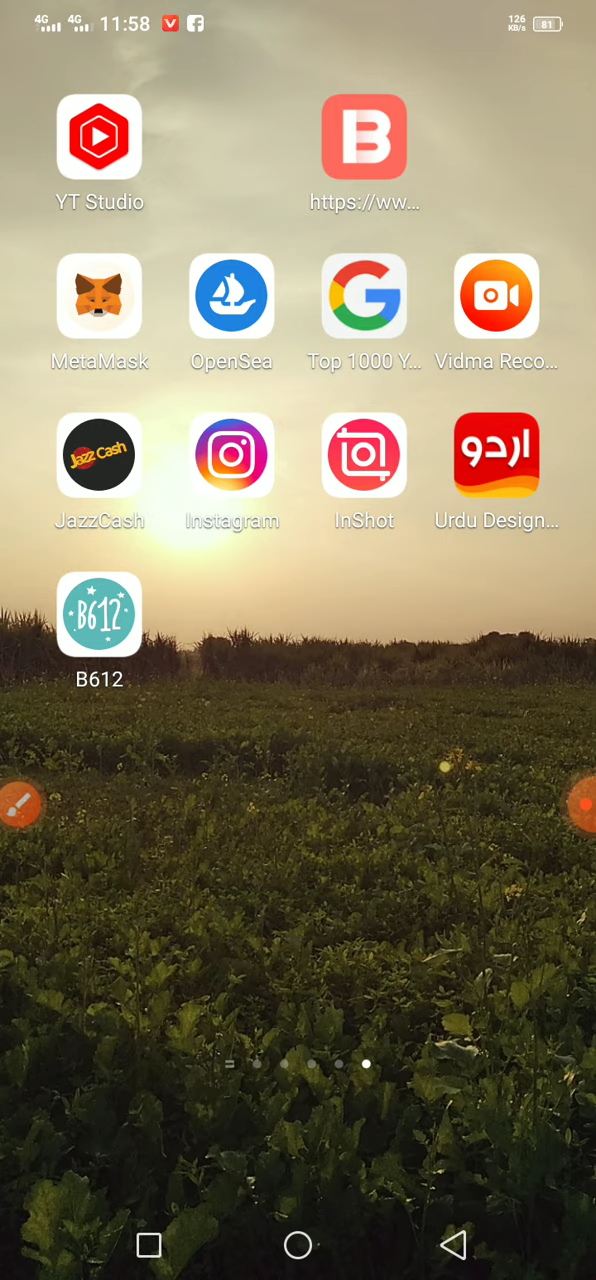 4G 4G 11:58 126 KB/s 81
YT Studio https://ww...
MetaMask OpenSea Top 1000 Y... Vidma Reco...
Jazz Cash اردو
JazzCash Instagram InShot Urdu Design...
B612
B612